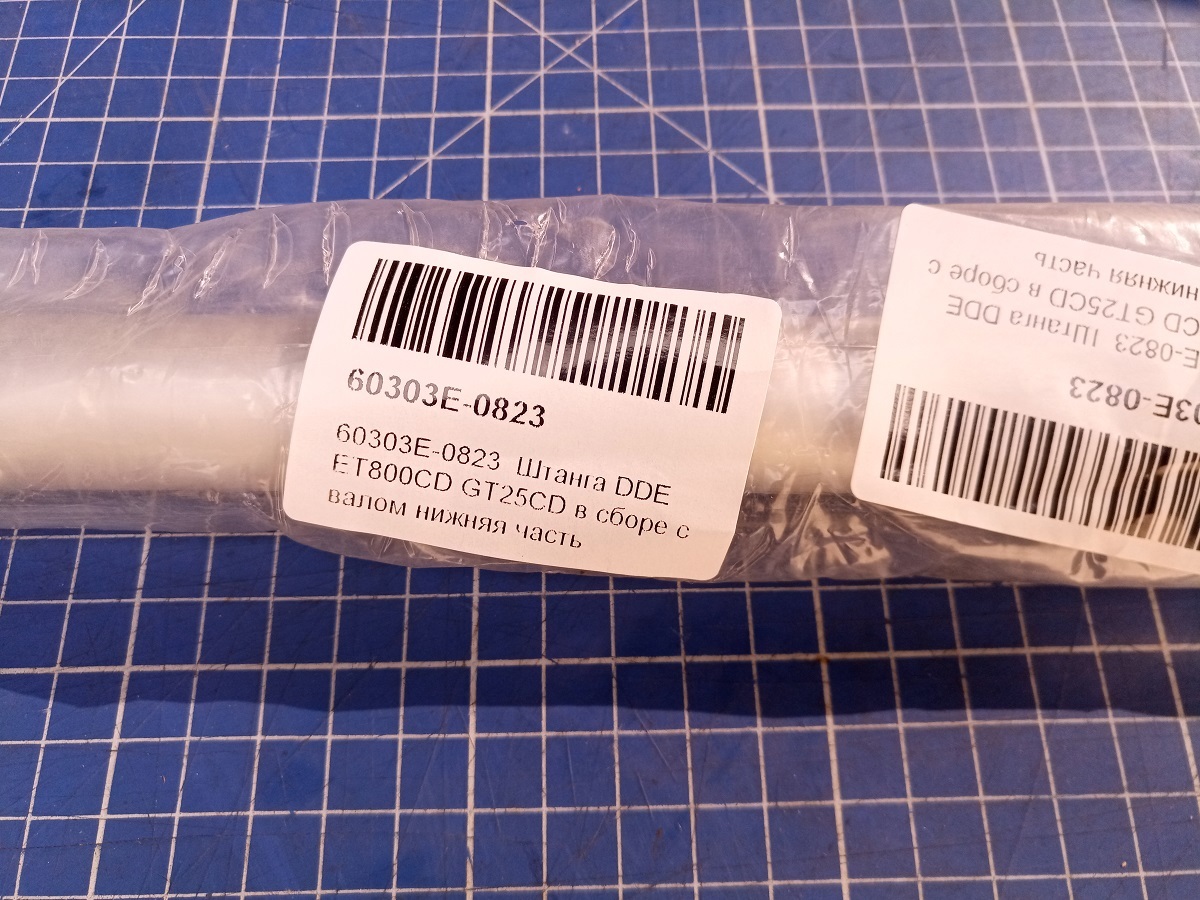 60303E-0823
60303E-0823 Штанга DDE
ET800CD GT25CD в сборе с
валом нижняя часть
03E-0823
E-0823 Штанга DDE
CD GT25CD в сборе с
нижняя часть